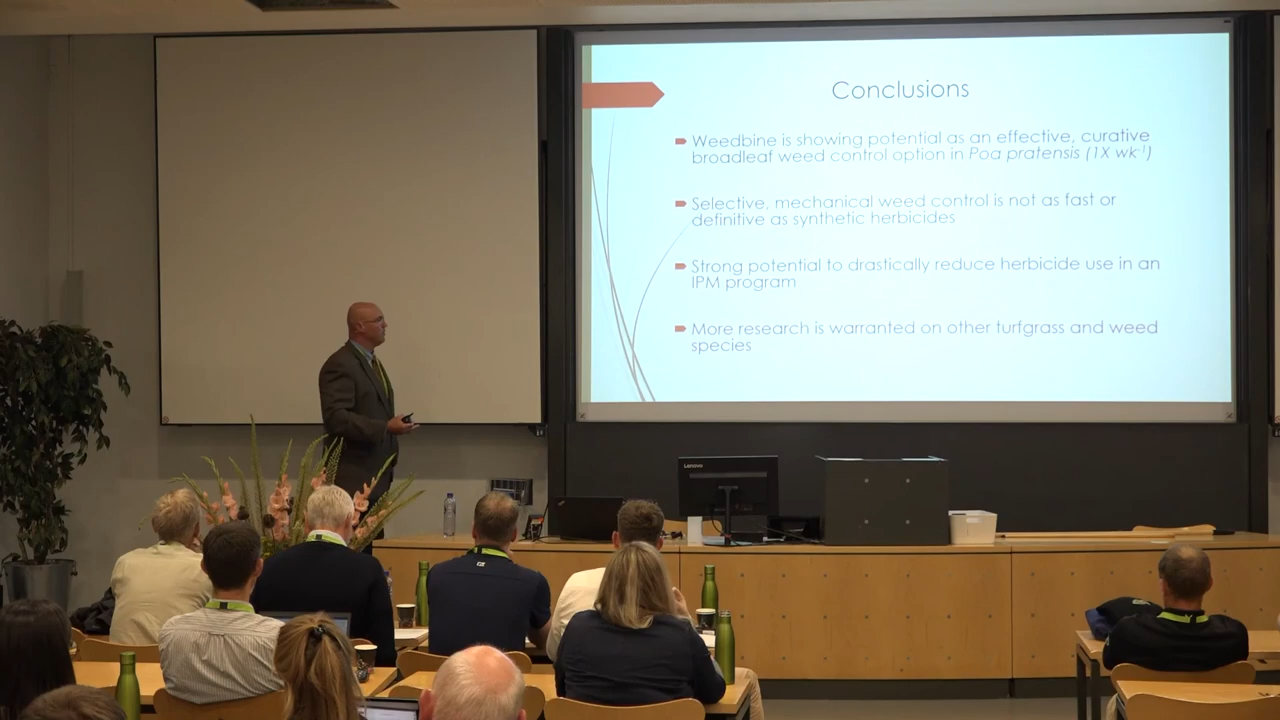 Conclusions
Weedbine is showing potential as an effective, curative
broadleaf weed control option in Poa pratensis (1X wk⁻¹)
Selective, mechanical weed control is not as fast or
definitive as synthetic herbicides
Strong potential to drastically reduce herbicide use in an
IPM program
More research is warranted on other turfgrass and weed
species
Lenovo